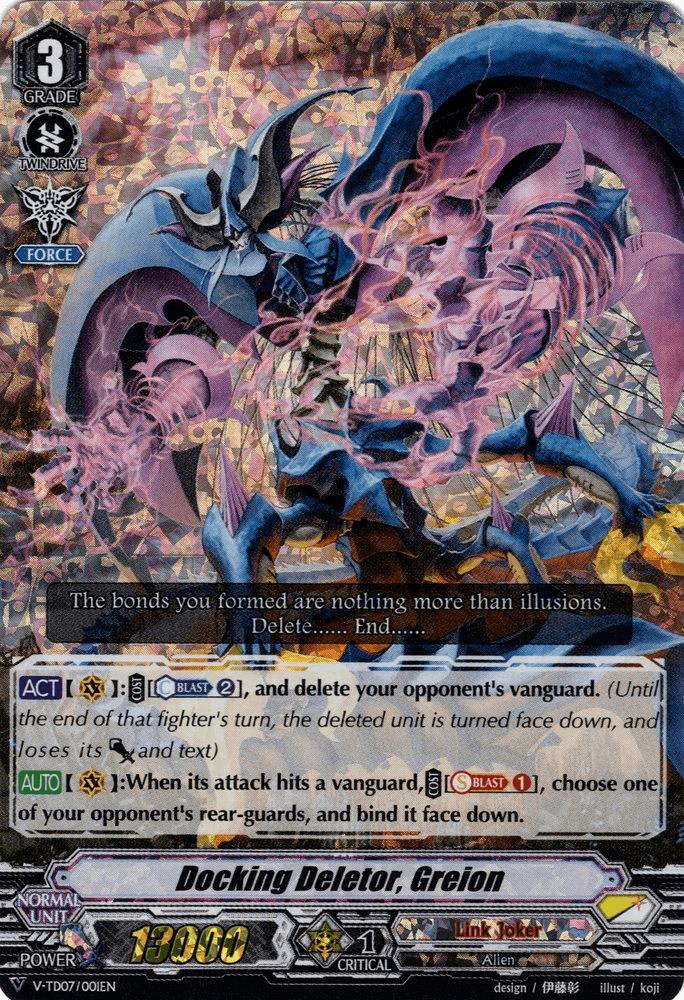 3
GRADE
TWINDRIVE
FORCE
The bonds you formed are nothing more than illusions.
Delete...... End......
ACT [ V ]:COST[C BLAST 2], and delete your opponent's vanguard. (Until
the end of that fighter's turn, the deleted unit is turned face down, and
loses its and text)
AUTO [ V ]:When its attack hits a vanguard,COST[S BLAST 1], choose one
of your opponent's rear-guards, and bind it face down.
Docking Deletor, Greion
NORMAL
UNIT
POWER
13000
1
CRITICAL
Link Joker
Alien
V-TD07/001EN
design / 伊藤彰
illust / koji